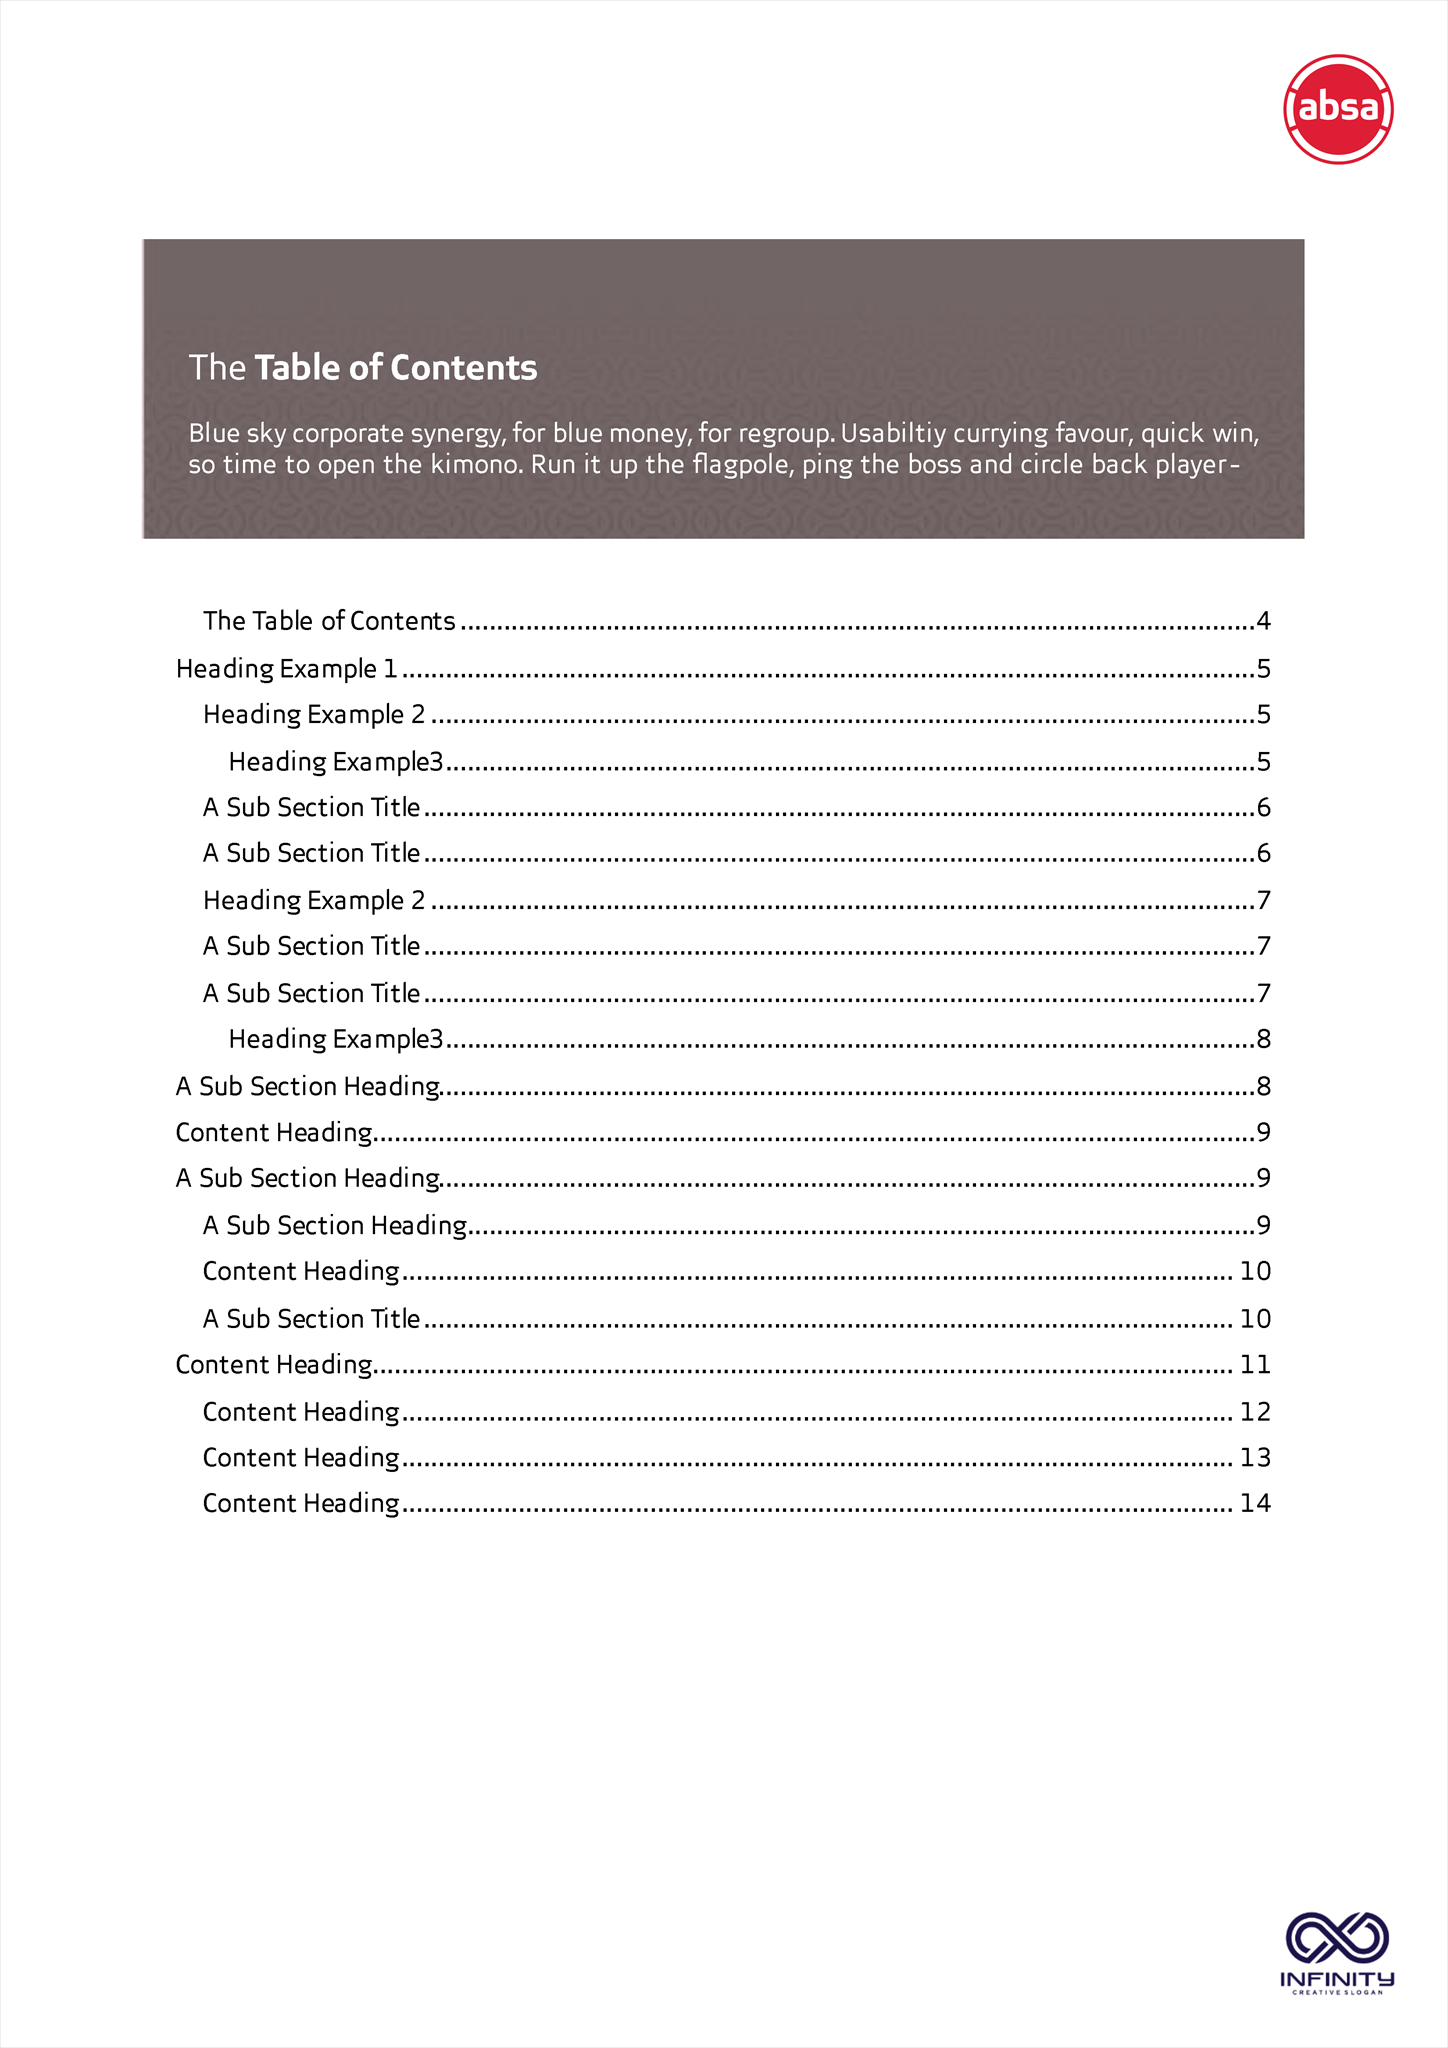 absa
The Table of Contents
Blue sky corporate synergy, for blue money, for regroup. Usabiltiy currying favour, quick win,
so time to open the kimono. Run it up the flagpole, ping the boss and circle back player-
The Table of Contents ........................................ 4
Heading Example 1 ........................................ 5
Heading Example 2 ........................................ 5
Heading Example3 ........................................ 5
A Sub Section Title ........................................ 6
A Sub Section Title ........................................ 6
Heading Example 2 ........................................ 7
A Sub Section Title ........................................ 7
A Sub Section Title ........................................ 7
Heading Example3 ........................................ 8
A Sub Section Heading ........................................ 8
Content Heading ........................................ 9
A Sub Section Heading ........................................ 9
A Sub Section Heading ........................................ 9
Content Heading ........................................ 10
A Sub Section Title ........................................ 10
Content Heading ........................................ 11
Content Heading ........................................ 12
Content Heading ........................................ 13
Content Heading ........................................ 14
INFINITY
CREATIVE SLOGAN